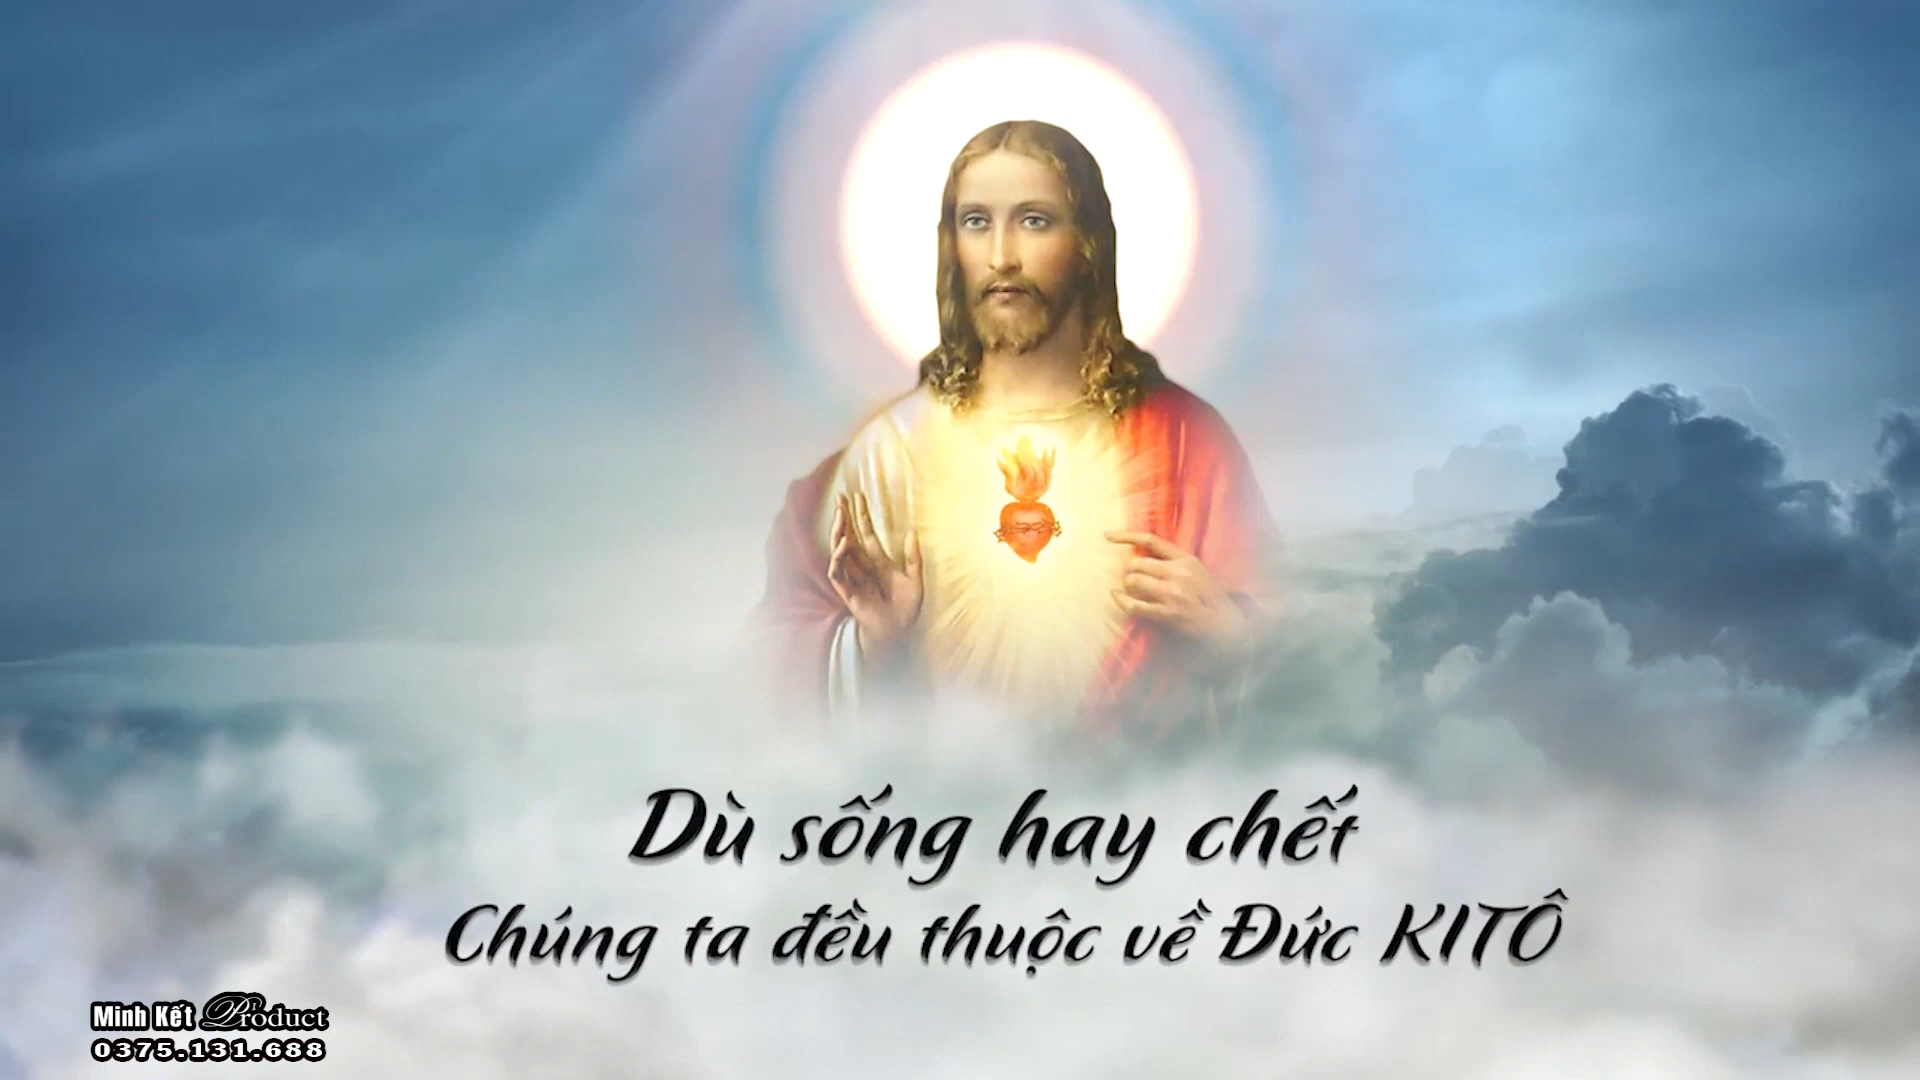 Dù sống hay chết
Chúng ta đều thuộc về Đức KITÔ
Minh Kết Product
0375.131.688